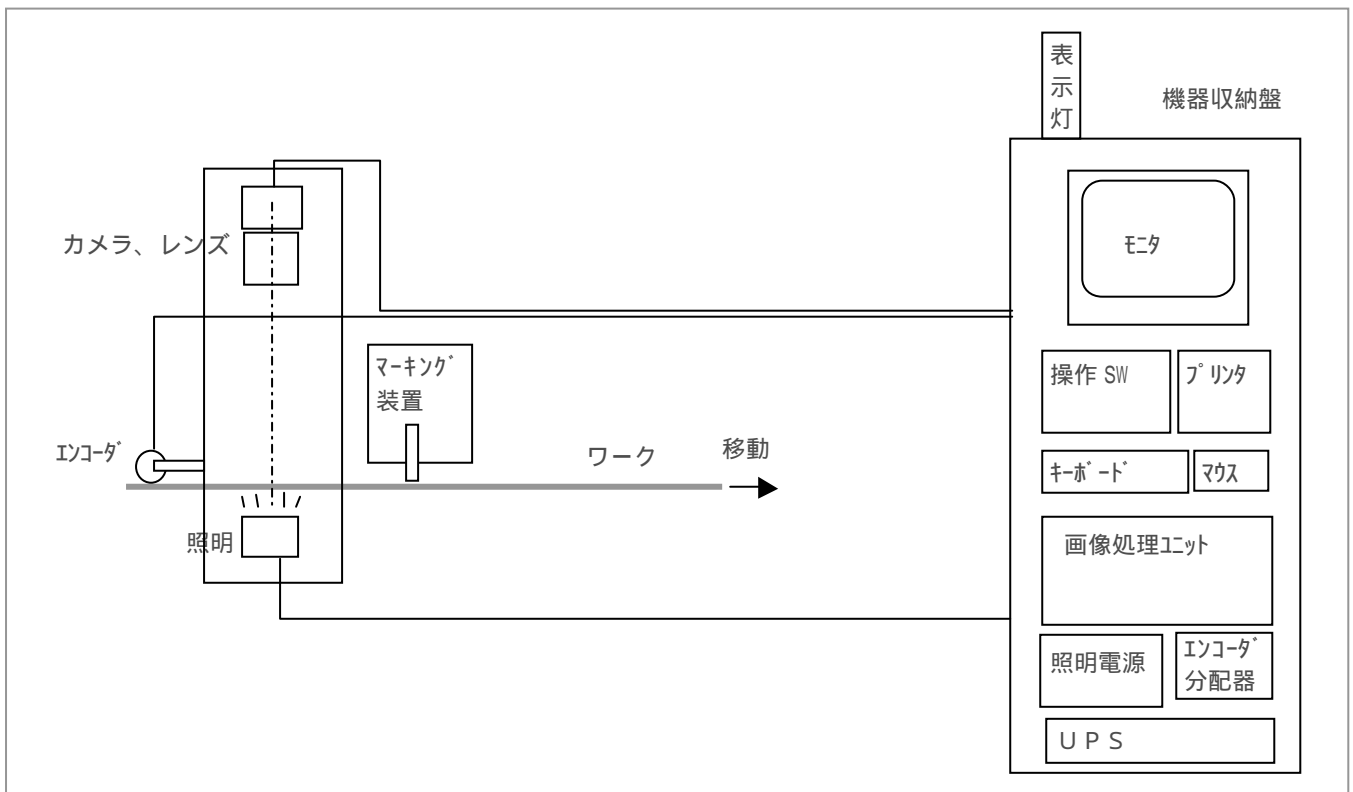 表
示
灯
機器収納盤
カメラ、レンズ
ﾓﾆﾀ
ﾏｰｷﾝｸﾞ
装置
操作 SW
ﾌﾟﾘﾝﾀ
ｴﾝｺｰﾀﾞ
ワーク
移動
ｷｰﾎﾞｰﾄﾞ
ﾏｳｽ
照明
画像処理ﾕﾆｯﾄ
照明電源
ｴﾝｺｰﾀﾞ
分配器
ＵＰＳ